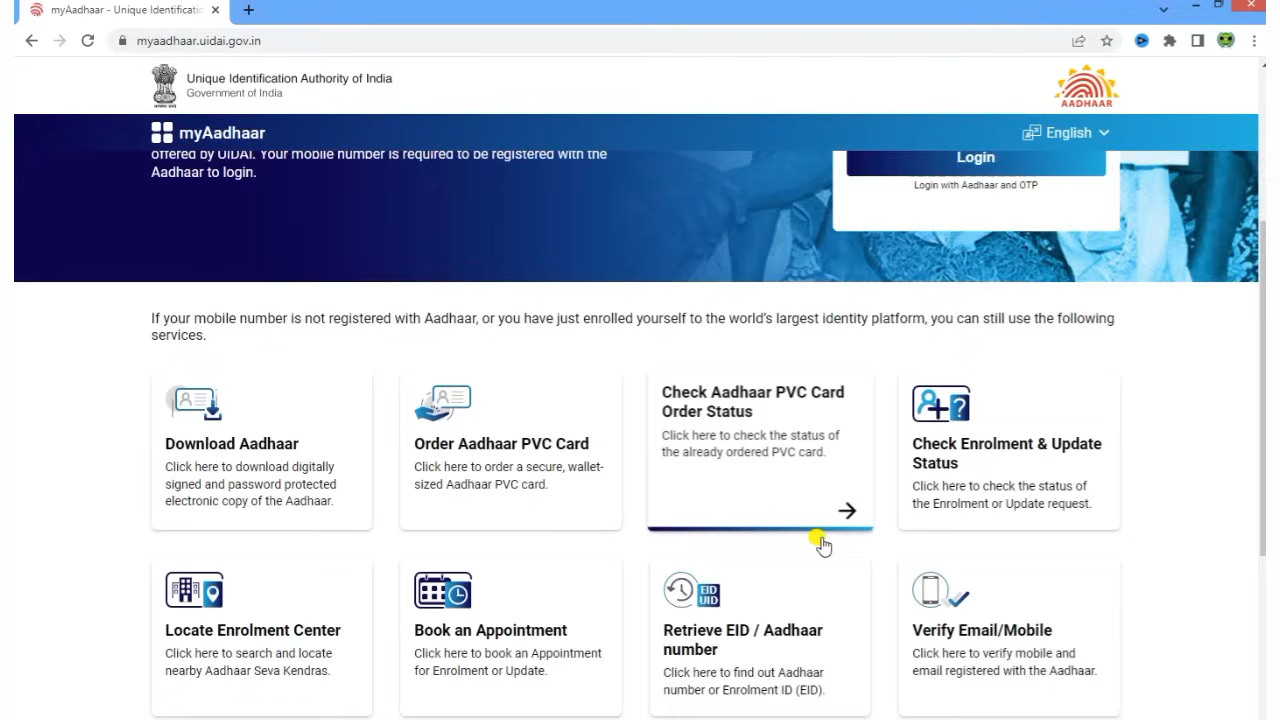 myAadhaar - Unique Identificatio
myaadhaar.uidai.gov.in
Unique Identification Authority of India
Government of India
AADHAAR
myAadhaar
English
offered by UIDAI. Your mobile number is required to be registered with the
Aadhaar to login.
Login
Login with Aadhaar and OTP
If your mobile number is not registered with Aadhaar, or you have just enrolled yourself to the world's largest identity platform, you can still use the following
services.
Download Aadhaar
Click here to download digitally
signed and password protected
electronic copy of the Aadhaar.
Order Aadhaar PVC Card
Click here to order a secure, wallet-
sized Aadhaar PVC card.
Check Aadhaar PVC Card
Order Status
Click here to check the status of
the already ordered PVC card.
Check Enrolment & Update
Status
Click here to check the status of
the Enrolment or Update request.
Locate Enrolment Center
Click here to search and locate
nearby Aadhaar Seva Kendras.
Book an Appointment
Click here to book an Appointment
for Enrolment or Update.
EID
UID
Retrieve EID / Aadhaar
number
Click here to find out Aadhaar
number or Enrolment ID (EID).
Verify Email/Mobile
Click here to verify mobile and
email registered with the Aadhaar.